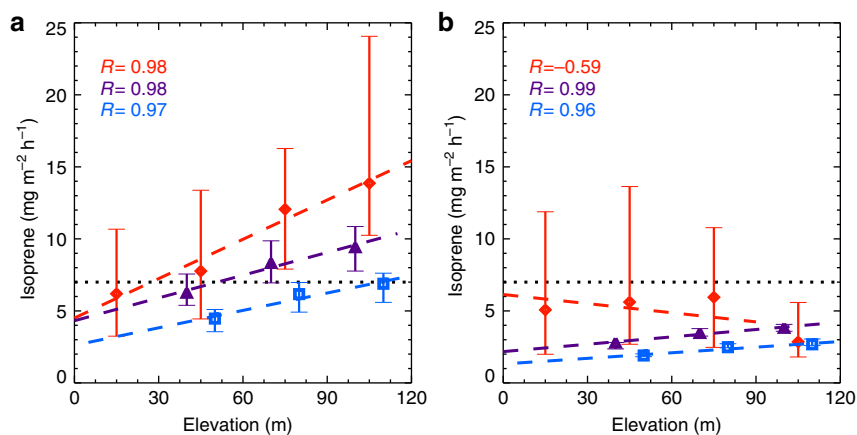 a
R= 0.98
R= 0.98
R= 0.97
Isoprene (mg m⁻² h⁻¹)
25
20
15
10
5
0
0 30 60 90 120
Elevation (m)
b
R=–0.59
R= 0.99
R= 0.96
Isoprene (mg m⁻² h⁻¹)
25
20
15
10
5
0
0 30 60 90 120
Elevation (m)